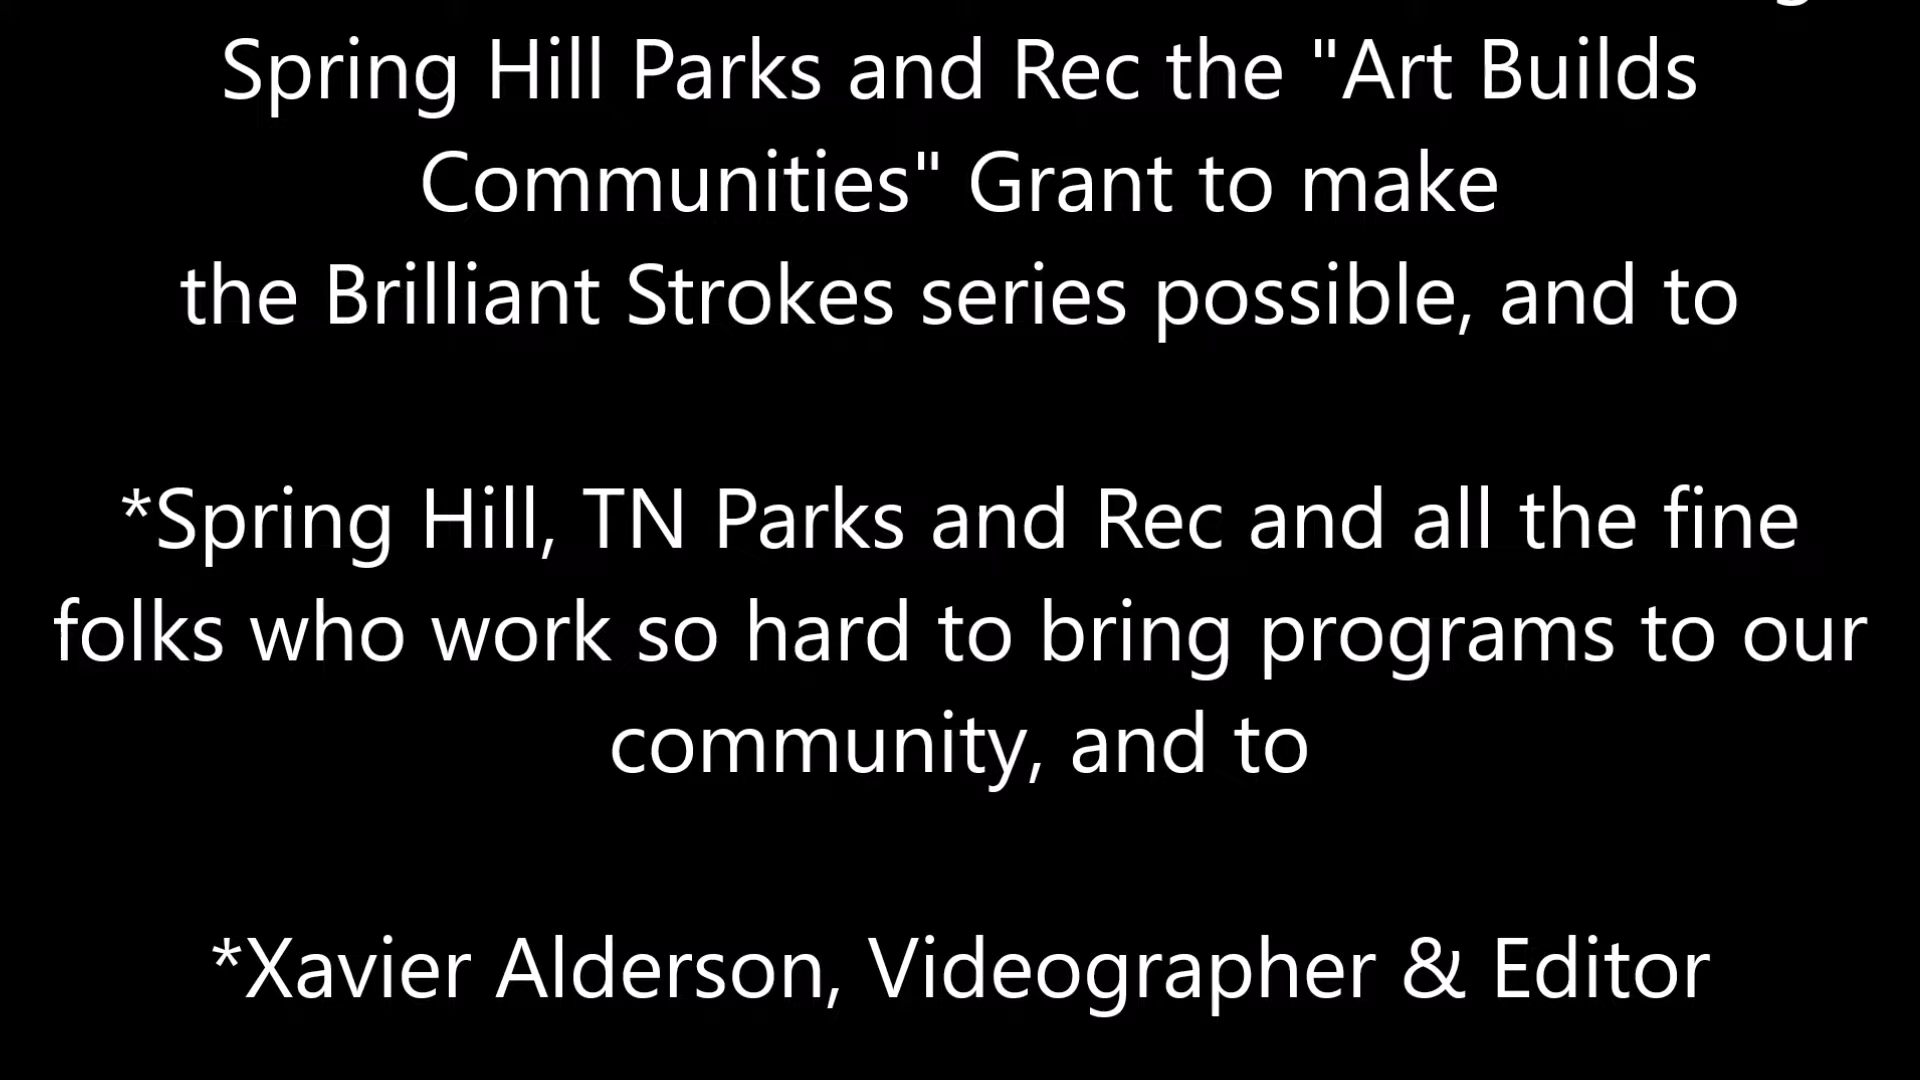 Spring Hill Parks and Rec the "Art Builds
Communities" Grant to make
the Brilliant Strokes series possible, and to
*Spring Hill, TN Parks and Rec and all the fine
folks who work so hard to bring programs to our
community, and to
*Xavier Alderson, Videographer & Editor